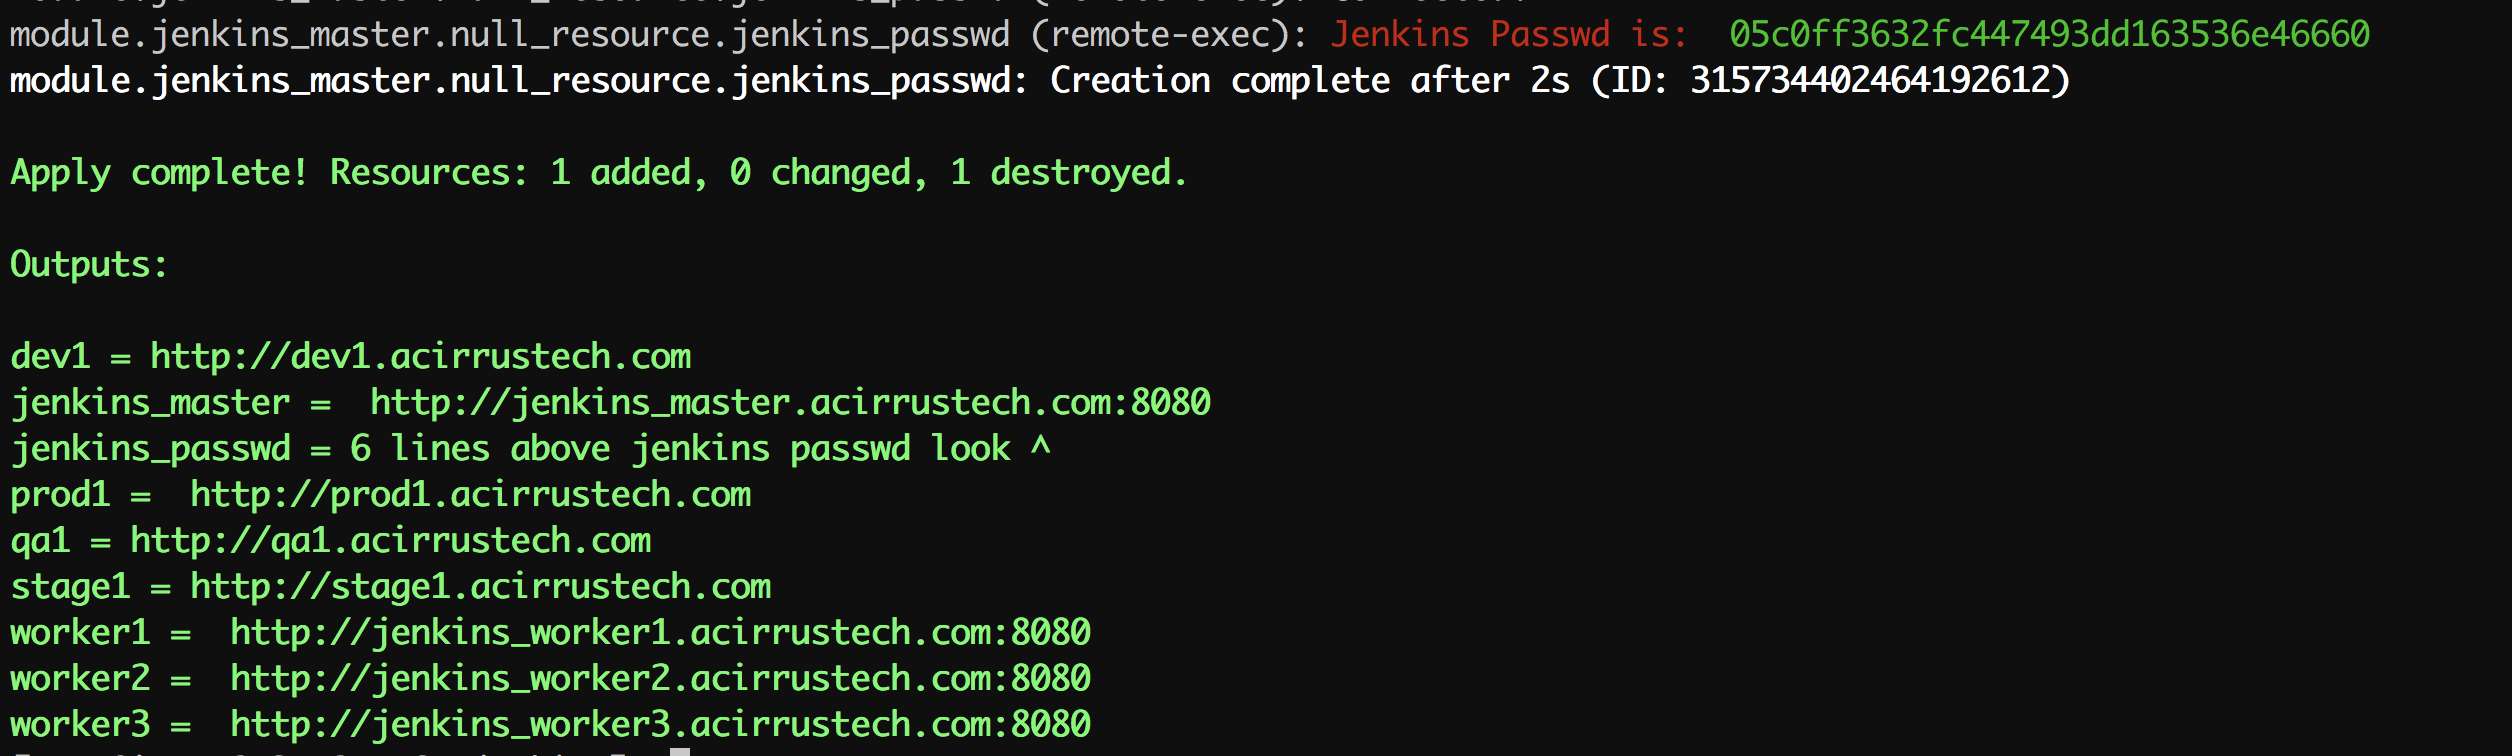 module.jenkins_master.null_resource.jenkins_passwd (remote-exec): Jenkins Passwd is:  05c0ff3632fc447493dd163536e46660
module.jenkins_master.null_resource.jenkins_passwd: Creation complete after 2s (ID: 315734402464192612)
Apply complete! Resources: 1 added, 0 changed, 1 destroyed.
Outputs:
dev1 = http://dev1.acirrustech.com
jenkins_master =  http://jenkins_master.acirrustech.com:8080
jenkins_passwd = 6 lines above jenkins passwd look ^
prod1 =  http://prod1.acirrustech.com
qa1 = http://qa1.acirrustech.com
stage1 = http://stage1.acirrustech.com
worker1 =  http://jenkins_worker1.acirrustech.com:8080
worker2 =  http://jenkins_worker2.acirrustech.com:8080
worker3 =  http://jenkins_worker3.acirrustech.com:8080